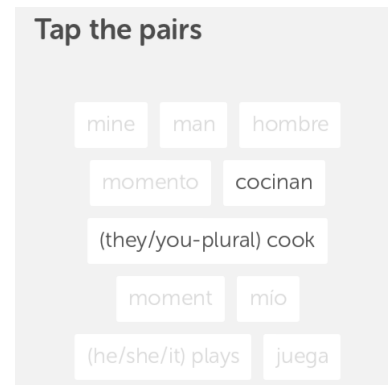 Tap the pairs
mine man hombre
momento cocinan
(they/you-plural) cook
moment mío
(he/she/it) plays juega